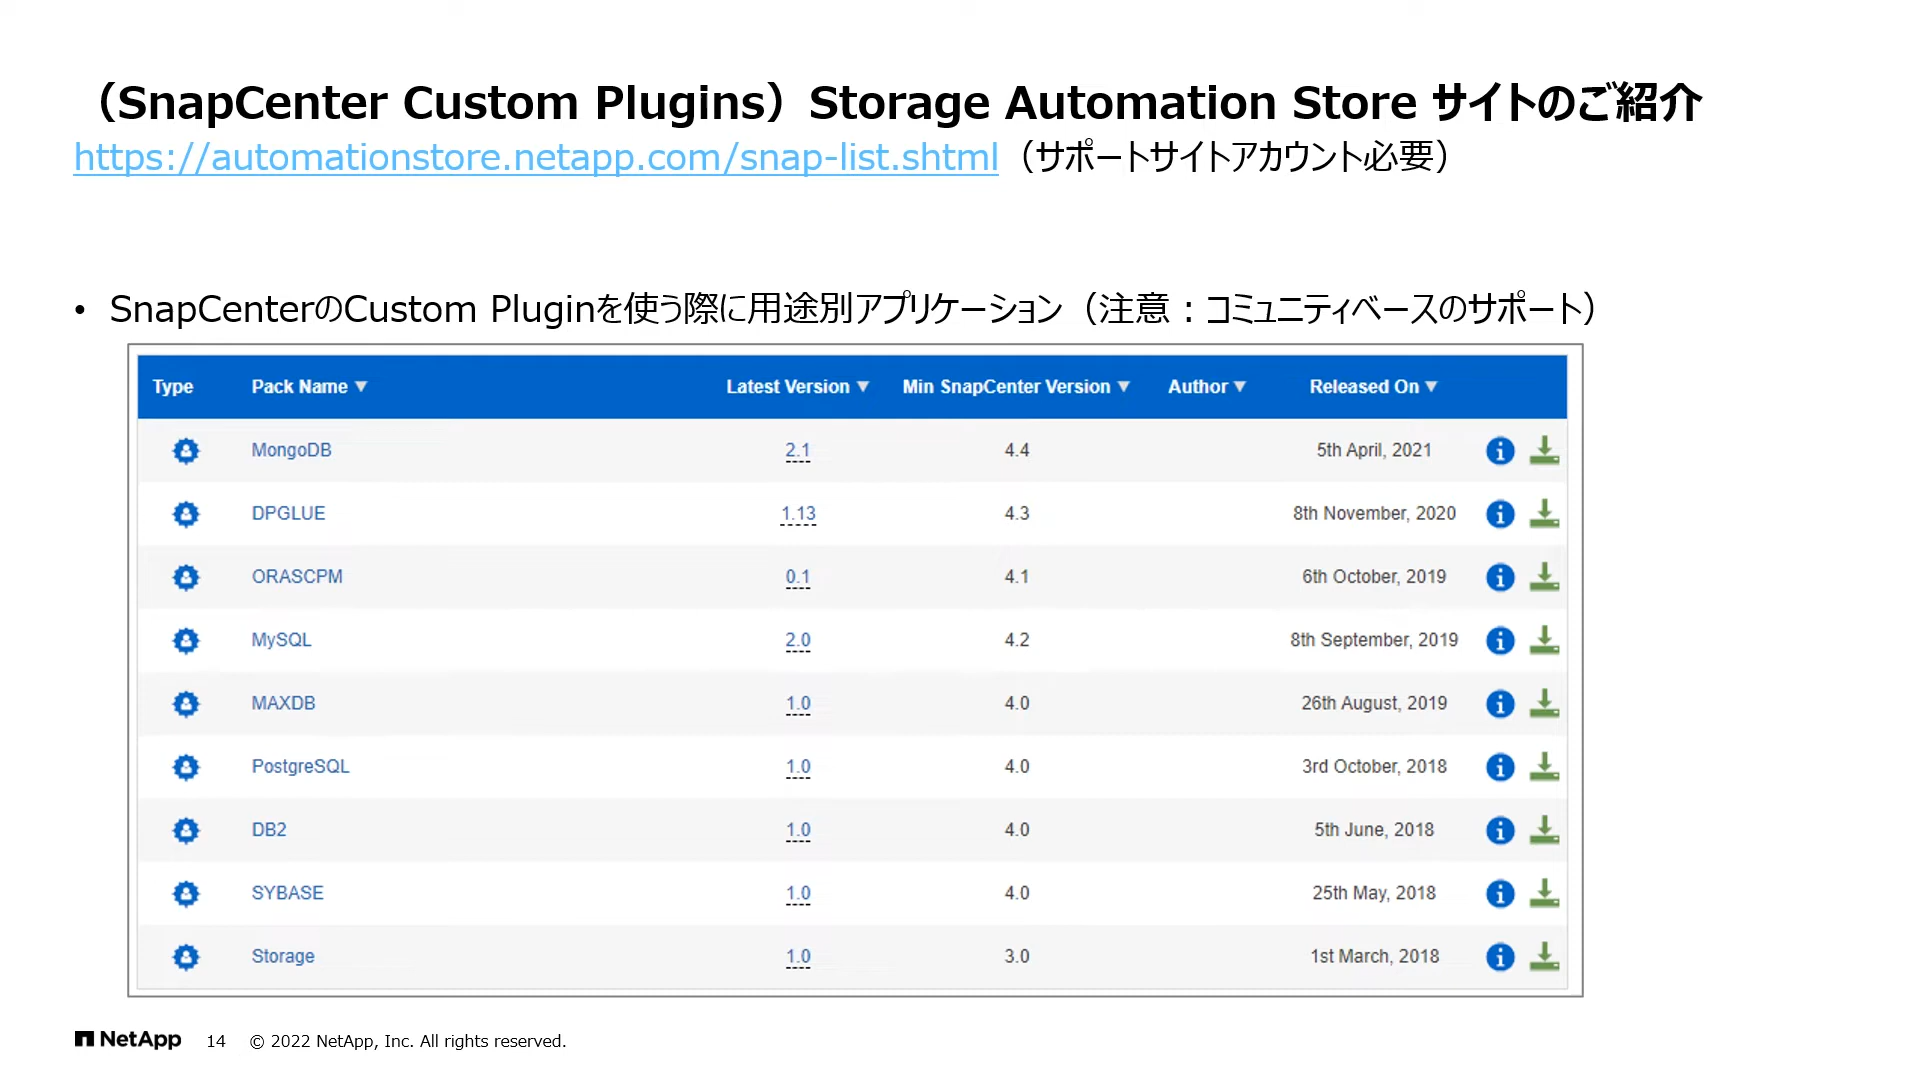 （SnapCenter Custom Plugins）Storage Automation Store サイトのご紹介
https://automationstore.netapp.com/snap-list.shtml（サポートサイトアカウント必要）
• SnapCenterのCustom Pluginを使う際に用途別アプリケーション（注意：コミュニティベースのサポート）
Type Pack Name ▼ Latest Version ▼ Min SnapCenter Version ▼ Author ▼ Released On ▼
MongoDB 2.1 4.4 5th April, 2021
DPGLUE 1.13 4.3 8th November, 2020
ORASCPM 0.1 4.1 6th October, 2019
MySQL 2.0 4.2 8th September, 2019
MAXDB 1.0 4.0 26th August, 2019
PostgreSQL 1.0 4.0 3rd October, 2018
DB2 1.0 4.0 5th June, 2018
SYBASE 1.0 4.0 25th May, 2018
Storage 1.0 3.0 1st March, 2018
NetApp 14 © 2022 NetApp, Inc. All rights reserved.